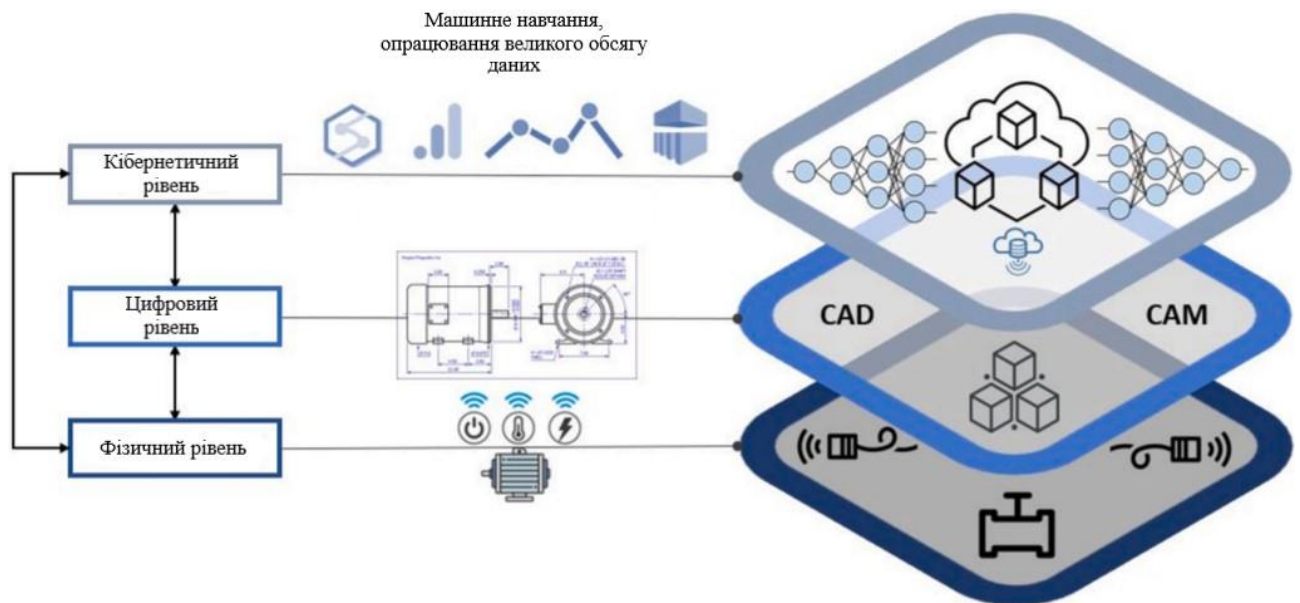 Машинне навчання,
опрацювання великого обсягу
даних
Кібернетичний
рівень
Цифровий
рівень
CAD
CAM
Фізичний рівень